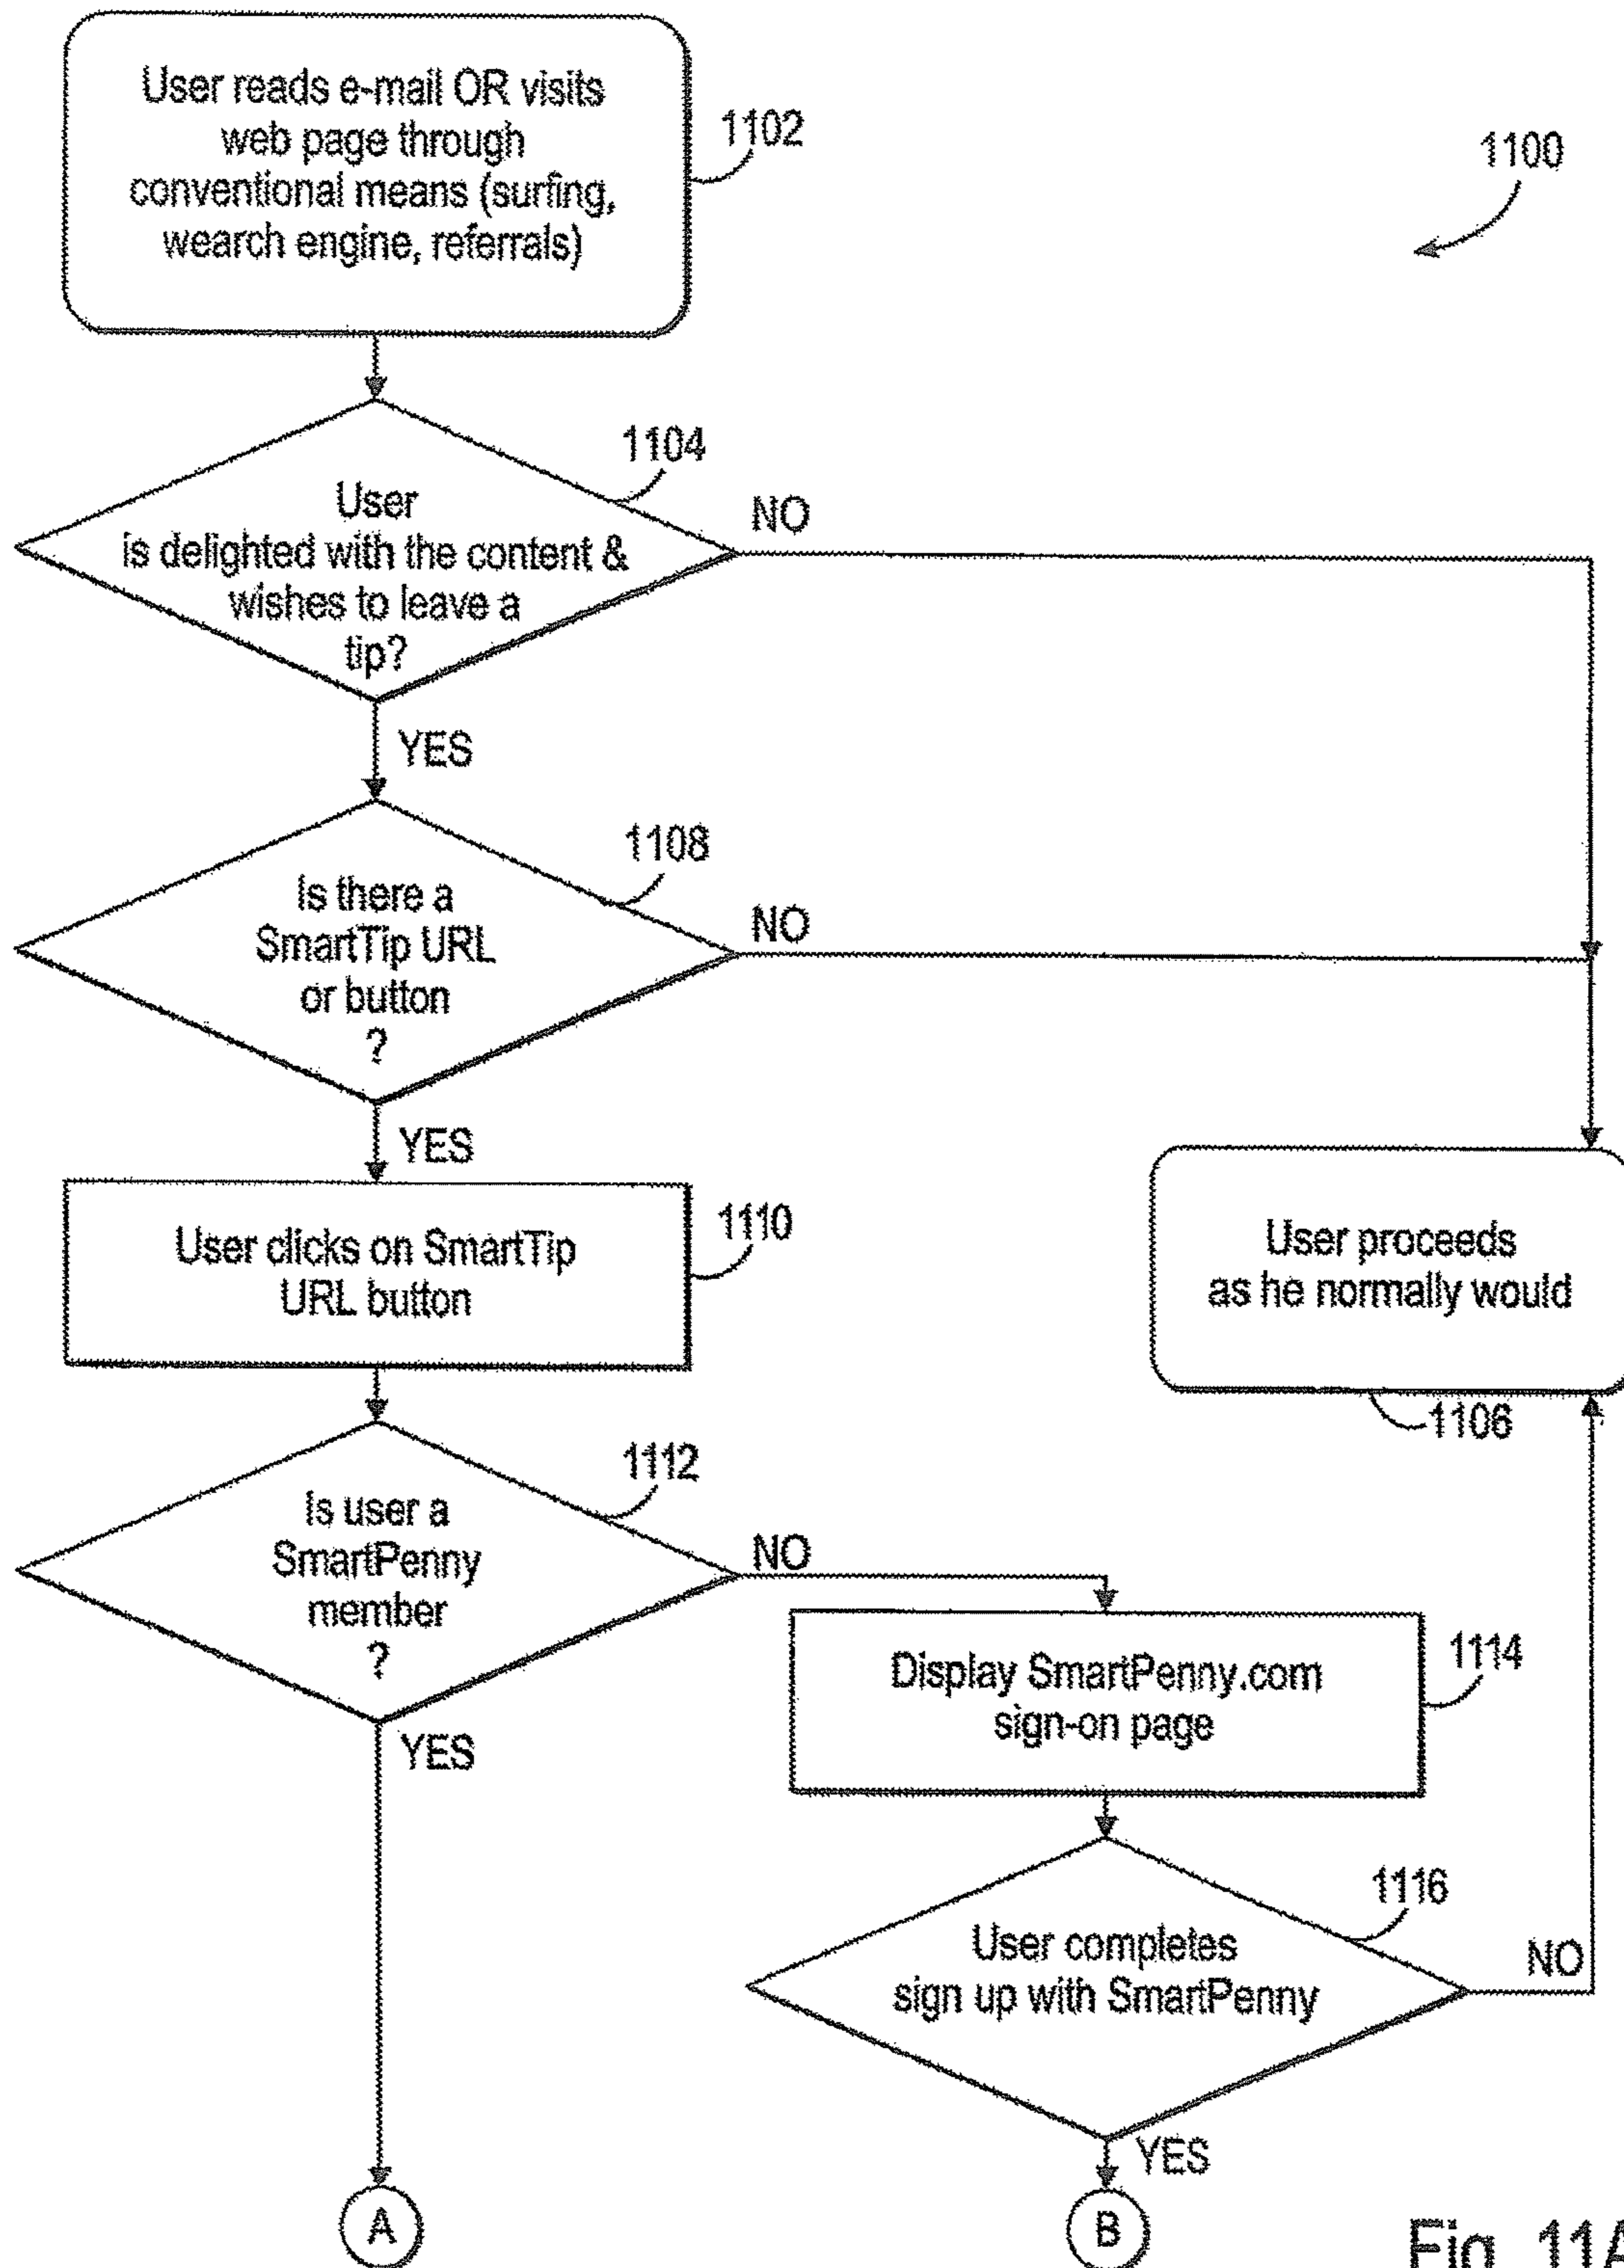 User reads e-mail OR visits
web page through
conventional means (surfing,
wearch engine, referrals)
1102
1100
1104
User
is delighted with the content &
wishes to leave a
tip?
NO
YES
1108
Is there a
SmartTip URL
or button
?
NO
YES
User clicks on SmartTip
URL button
1110
User proceeds
as he normally would
1106
1112
Is user a
SmartPenny
member
?
NO
YES
Display SmartPenny.com
sign-on page
1114
1116
User completes
sign up with SmartPenny
NO
YES
A
B
Fig. 11A